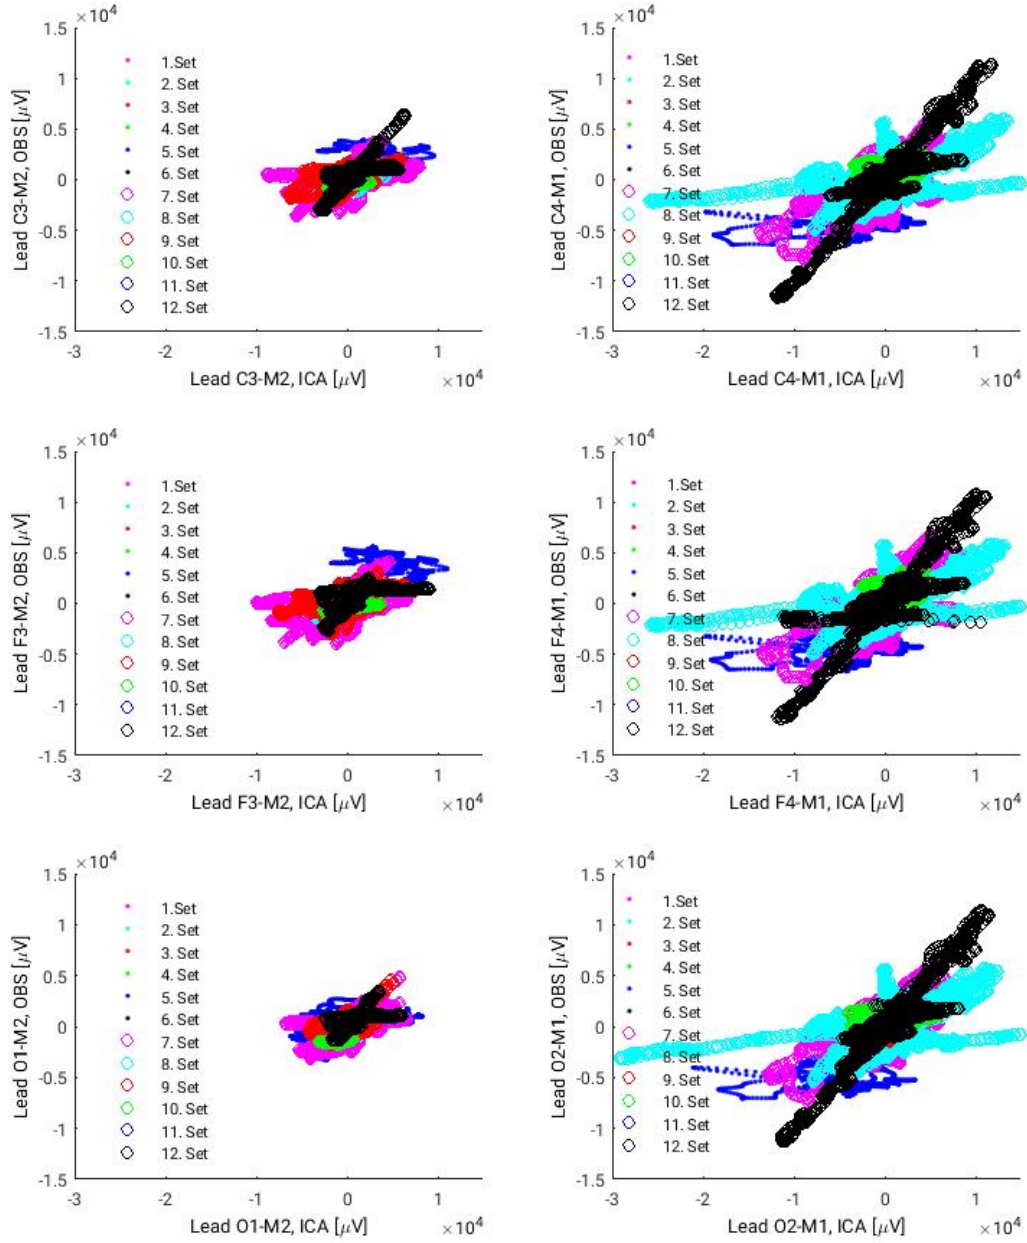 ×10⁴
1.5
1
0.5
0
-0.5
-1
-1.5
Lead C3-M2, OBS [μV]
1.Set
2. Set
3. Set
4. Set
5. Set
6. Set
7. Set
8. Set
9. Set
10. Set
11. Set
12. Set
-3 -2 -1 0 1
×10⁴
Lead C3-M2, ICA [μV]
×10⁴
1.5
1
0.5
0
-0.5
-1
-1.5
Lead C4-M1, OBS [μV]
1.Set
2. Set
3. Set
4. Set
5. Set
6. Set
7. Set
8. Set
9. Set
10. Set
11. Set
12. Set
-3 -2 -1 0 1
×10⁴
Lead C4-M1, ICA [μV]
×10⁴
1.5
1
0.5
0
-0.5
-1
-1.5
Lead F3-M2, OBS [μV]
1.Set
2. Set
3. Set
4. Set
5. Set
6. Set
7. Set
8. Set
9. Set
10. Set
11. Set
12. Set
-3 -2 -1 0 1
×10⁴
Lead F3-M2, ICA [μV]
×10⁴
1.5
1
0.5
0
-0.5
-1
-1.5
Lead F4-M1, OBS [μV]
1.Set
2. Set
3. Set
4. Set
5. Set
6. Set
7. Set
8. Set
9. Set
10. Set
11. Set
12. Set
-3 -2 -1 0 1
×10⁴
Lead F4-M1, ICA [μV]
×10⁴
1.5
1
0.5
0
-0.5
-1
-1.5
Lead O1-M2, OBS [μV]
1.Set
2. Set
3. Set
4. Set
5. Set
6. Set
7. Set
8. Set
9. Set
10. Set
11. Set
12. Set
-3 -2 -1 0 1
×10⁴
Lead O1-M2, ICA [μV]
×10⁴
1.5
1
0.5
0
-0.5
-1
-1.5
Lead O2-M1, OBS [μV]
1.Set
2. Set
3. Set
4. Set
5. Set
6. Set
7. Set
8. Set
9. Set
10. Set
11. Set
12. Set
-3 -2 -1 0 1
×10⁴
Lead O2-M1, ICA [μV]